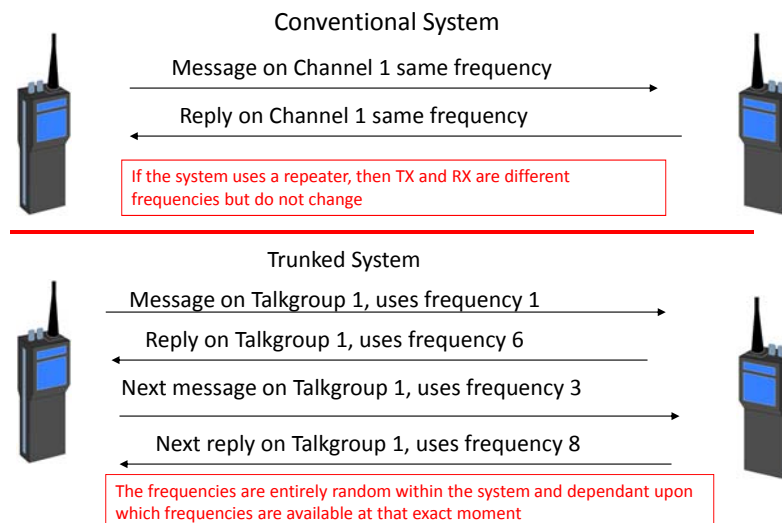 Conventional System
Message on Channel 1 same frequency
Reply on Channel 1 same frequency
If the system uses a repeater, then TX and RX are different
frequencies but do not change
Trunked System
Message on Talkgroup 1, uses frequency 1
Reply on Talkgroup 1, uses frequency 6
Next message on Talkgroup 1, uses frequency 3
Next reply on Talkgroup 1, uses frequency 8
The frequencies are entirely random within the system and dependant upon
which frequencies are available at that exact moment